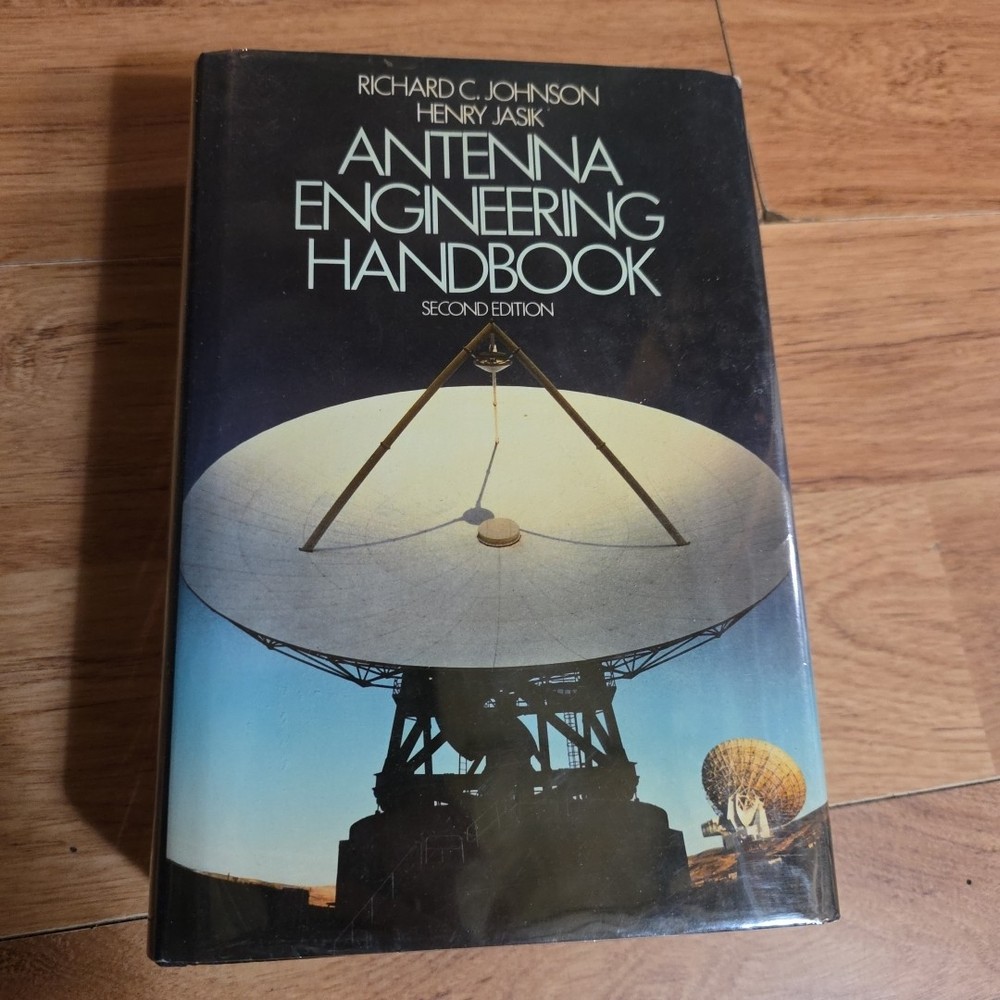 RICHARD C. JOHNSON
HENRY JASIK
ANTENNA
ENGINEERING
HANDBOOK
SECOND EDITION